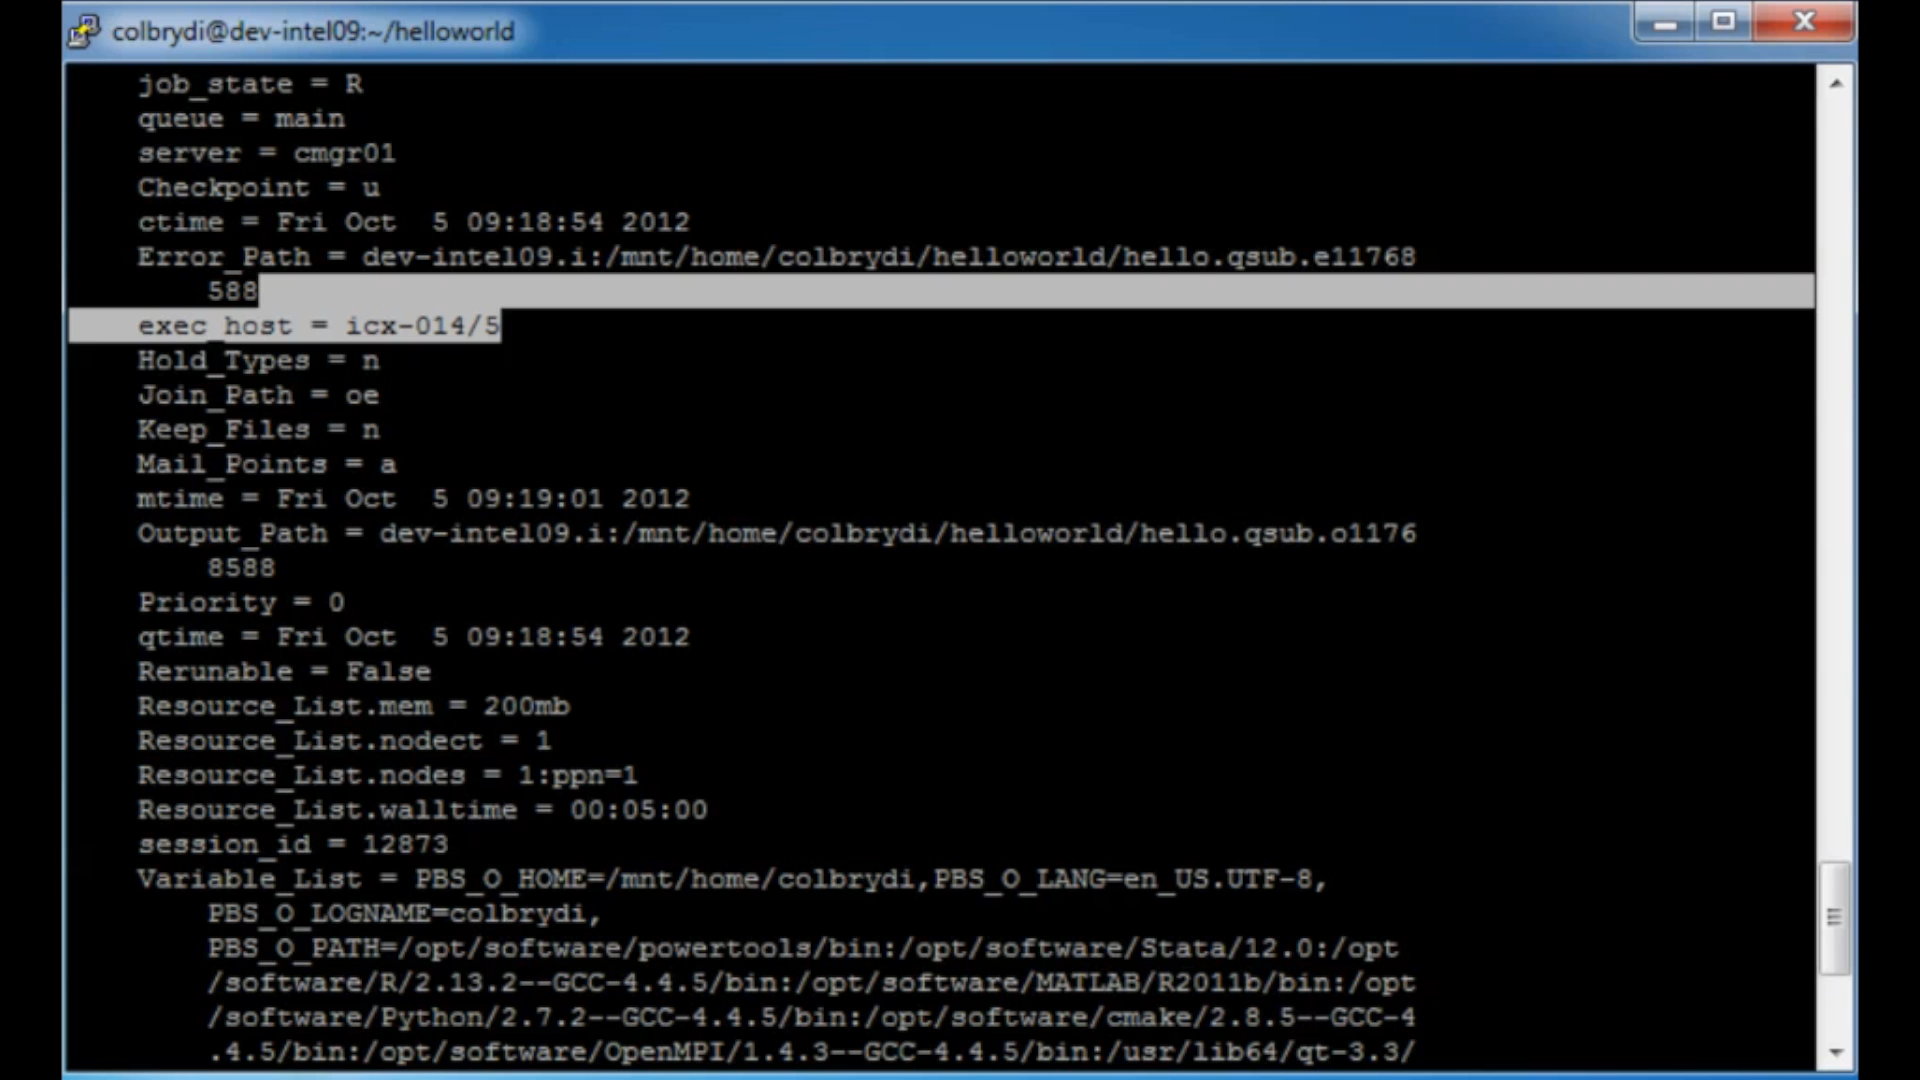 colbrydi@dev-intel09:~/helloworld
job_state = R
queue = main
server = cmgr01
Checkpoint = u
ctime = Fri Oct  5 09:18:54 2012
Error_Path = dev-intel09.i:/mnt/home/colbrydi/helloworld/hello.qsub.e11768
588
exec_host = icx-014/5
Hold_Types = n
Join_Path = oe
Keep_Files = n
Mail_Points = a
mtime = Fri Oct  5 09:19:01 2012
Output_Path = dev-intel09.i:/mnt/home/colbrydi/helloworld/hello.qsub.o1176
8588
Priority = 0
qtime = Fri Oct  5 09:18:54 2012
Rerunable = False
Resource_List.mem = 200mb
Resource_List.nodect = 1
Resource_List.nodes = 1:ppn=1
Resource_List.walltime = 00:05:00
session_id = 12873
Variable_List = PBS_O_HOME=/mnt/home/colbrydi,PBS_O_LANG=en_US.UTF-8,
PBS_O_LOGNAME=colbrydi,
PBS_O_PATH=/opt/software/powertools/bin:/opt/software/Stata/12.0:/opt
/software/R/2.13.2--GCC-4.4.5/bin:/opt/software/MATLAB/R2011b/bin:/opt
/software/Python/2.7.2--GCC-4.4.5/bin:/opt/software/cmake/2.8.5--GCC-4
.4.5/bin:/opt/software/OpenMPI/1.4.3--GCC-4.4.5/bin:/usr/lib64/qt-3.3/